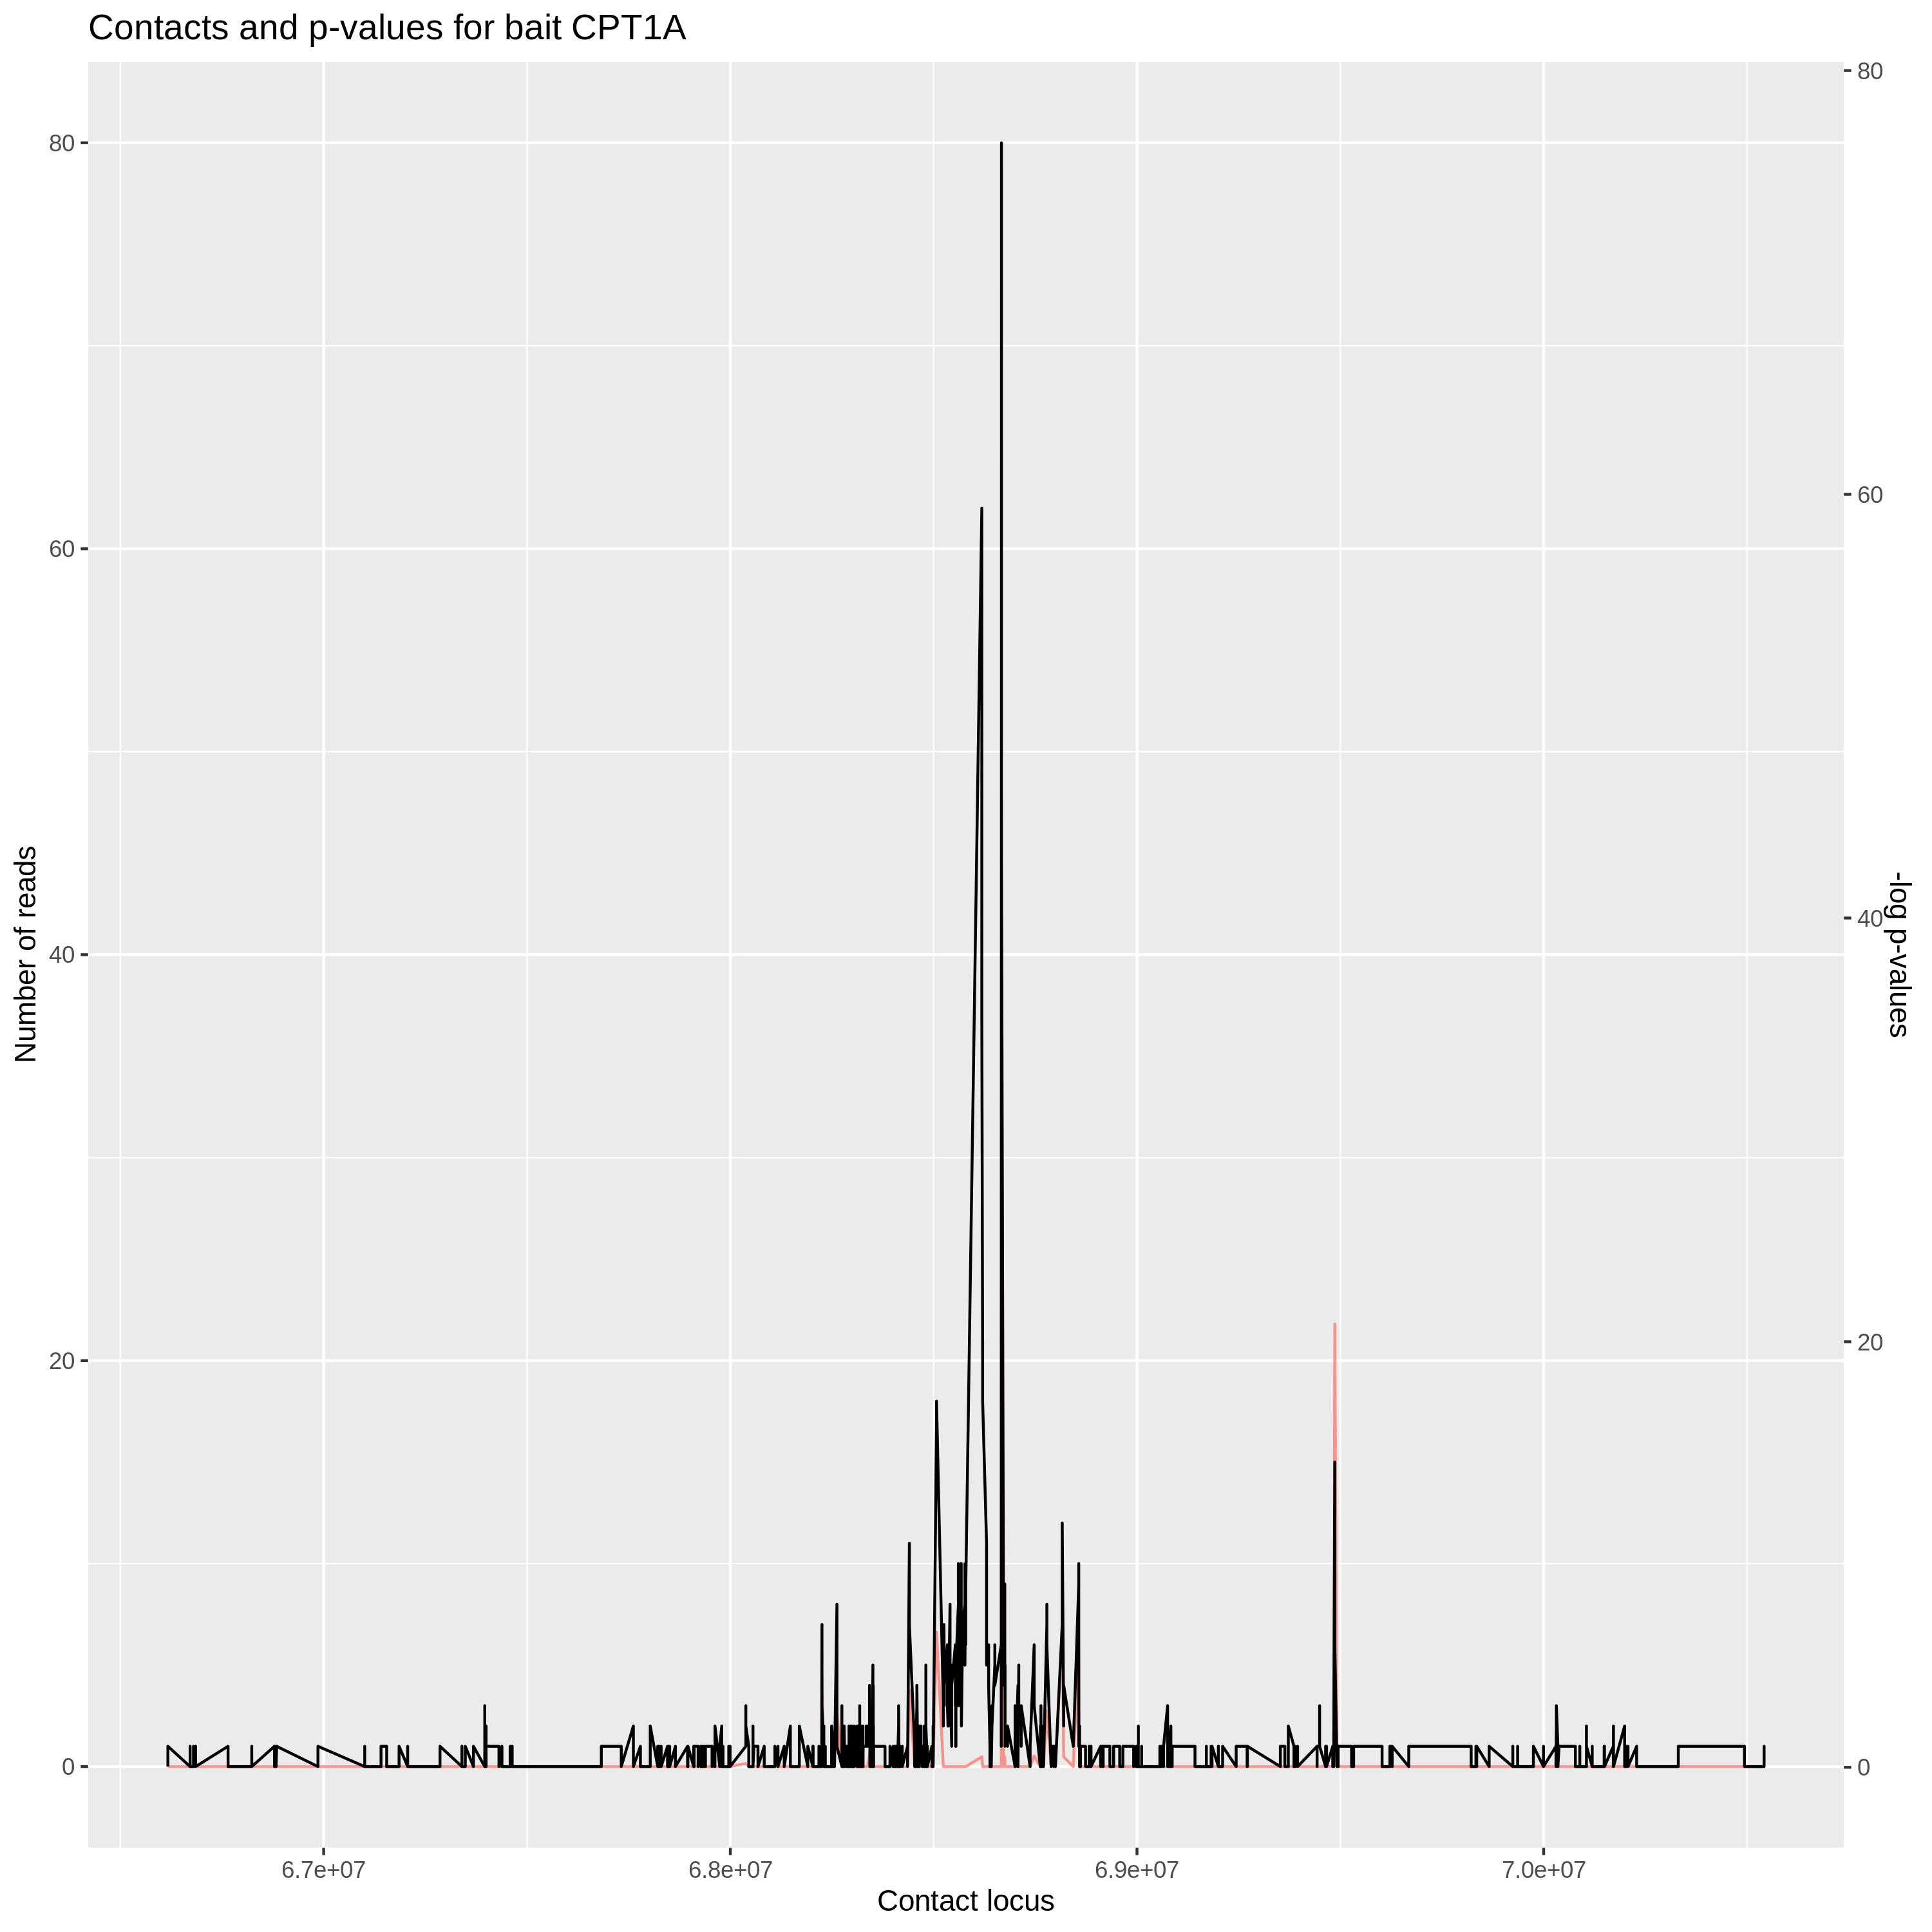 Contacts and p-values for bait CPT1A
80
60
40
20
0
Number of reads
80
60
40
20
0
-log p-values
6.7e+07
6.8e+07
6.9e+07
7.0e+07
Contact locus